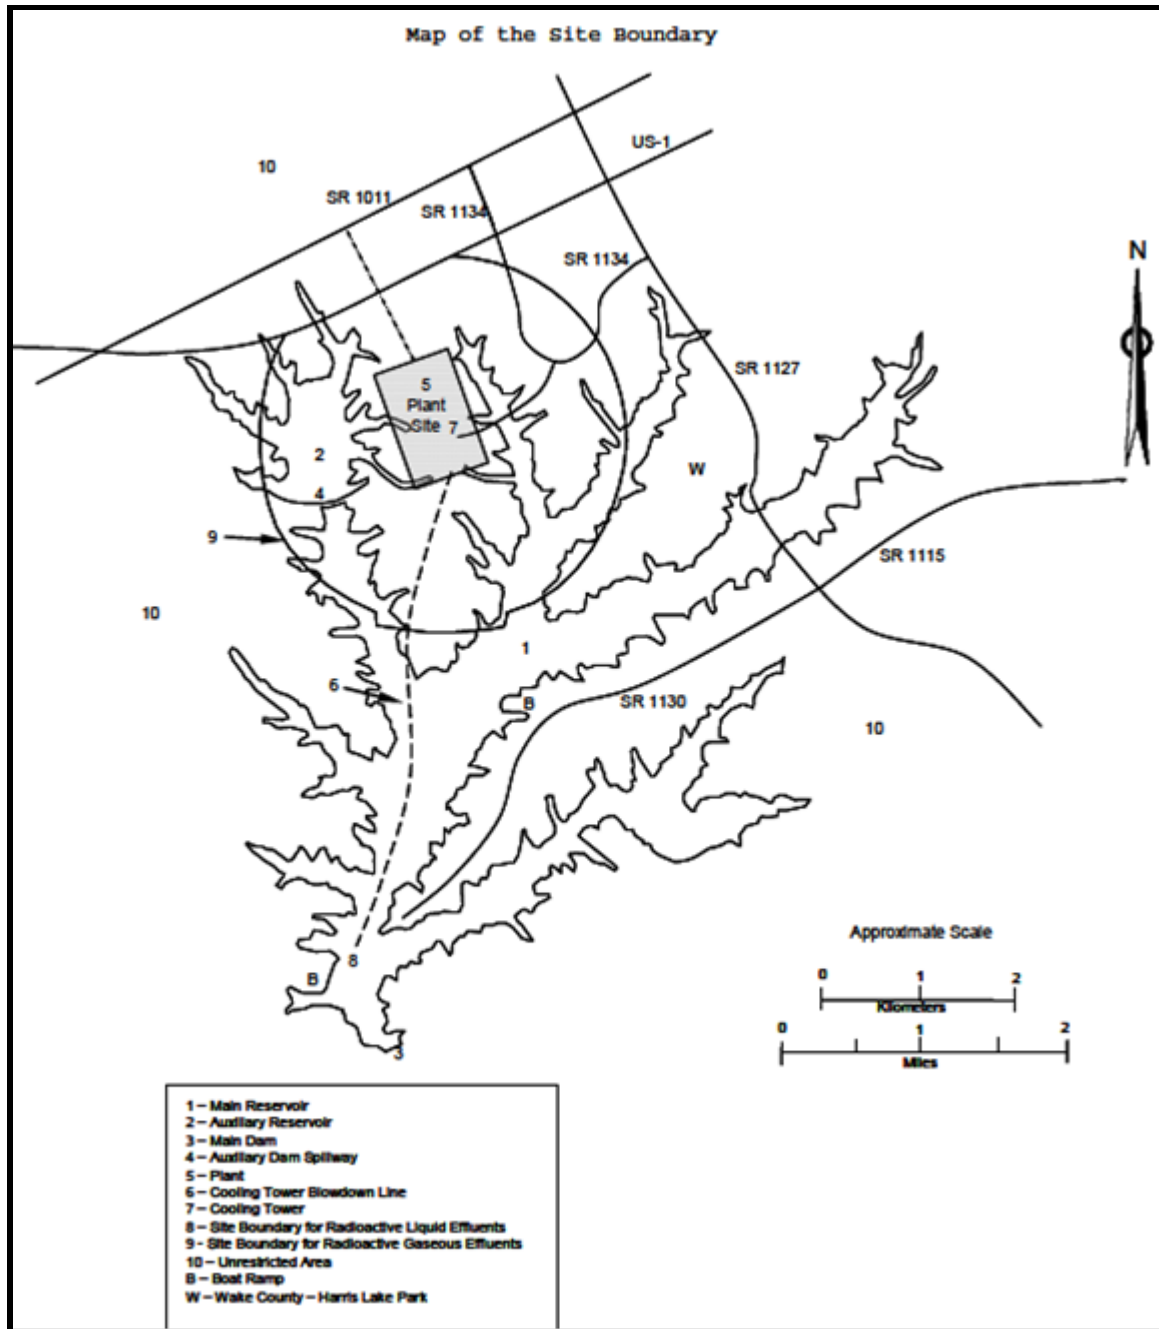 Map of the Site Boundary
US-1
10
SR 1011
SR 1134
SR 1134
N
SR 1127
5
Plant
Site 7
2
W
4
9
SR 1115
10
1
6
B
SR 1130
10
Approximate Scale
8
0 1 2
B
Kilometers
0 1 2
3
Miles
1 – Main Reservoir
2 – Auxiliary Reservoir
3 – Main Dam
4 – Auxiliary Dam Spillway
5 – Plant
6 – Cooling Tower Blowdown Line
7 – Cooling Tower
8 – Site Boundary for Radioactive Liquid Effluents
9 - Site Boundary for Radioactive Gaseous Effluents
10 – Unrestricted Area
B – Boat Ramp
W – Wake County – Harris Lake Park